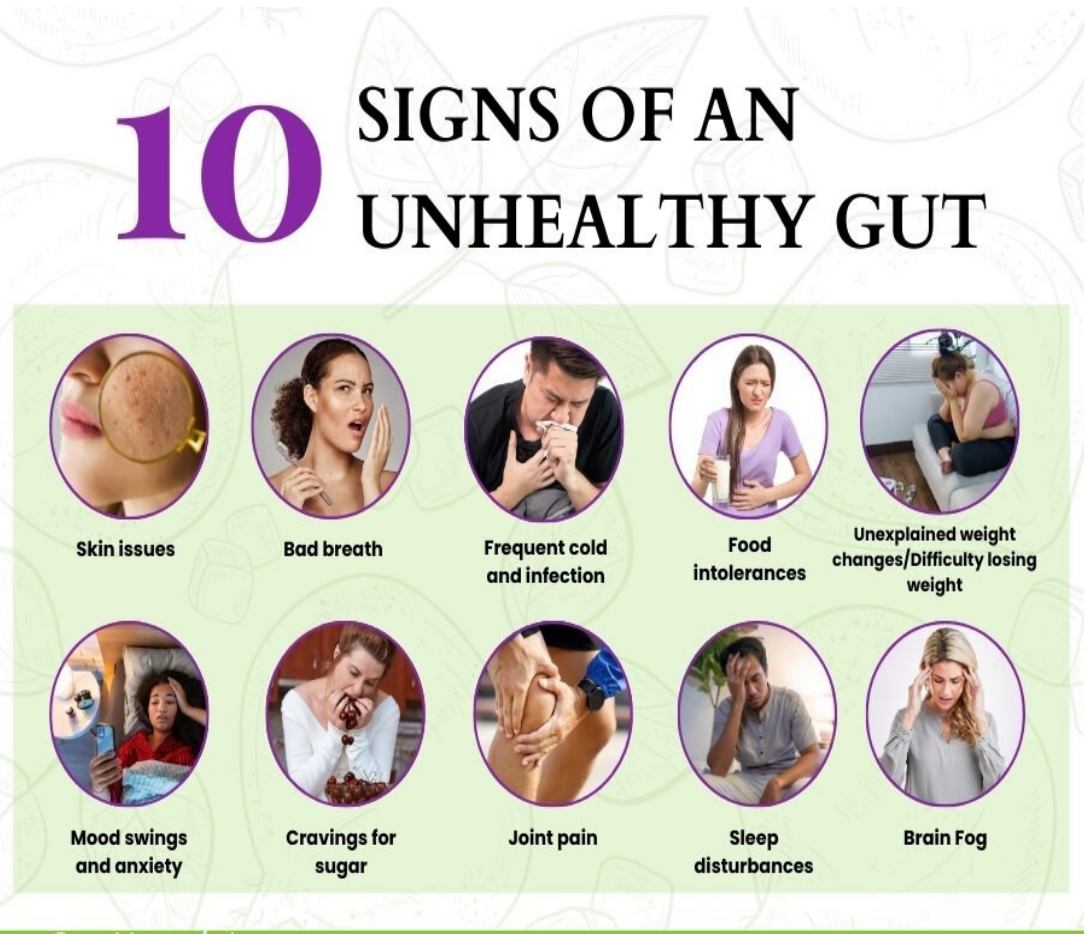 10
SIGNS OF AN
UNHEALTHY GUT
Skin issues
Bad breath
Frequent cold
and infection
Food
intolerances
Unexplained weight
changes/Difficulty losing
weight
Mood swings
and anxiety
Cravings for
sugar
Joint pain
Sleep
disturbances
Brain Fog